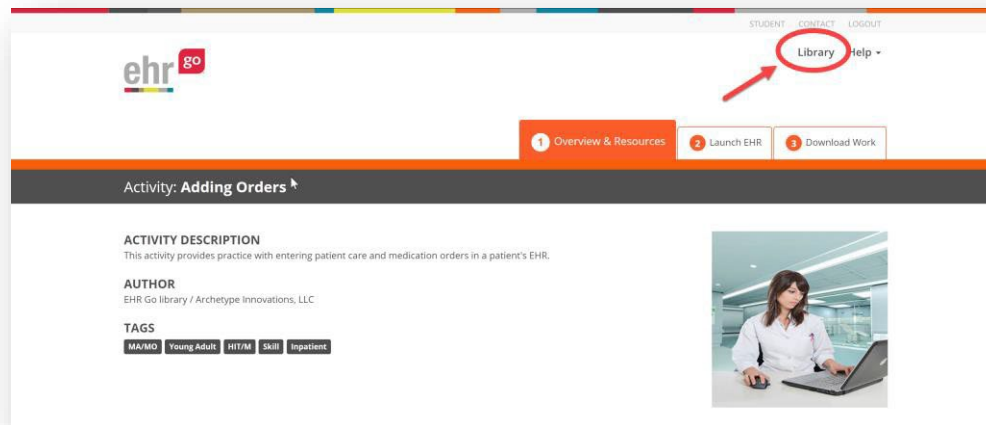 STUDENT CONTACT LOGOUT
ehr go
Library Help
1 Overview & Resources 2 Launch EHR 3 Download Work
Activity: Adding Orders
ACTIVITY DESCRIPTION
This activity provides practice with entering patient care and medication orders in a patient's EHR.
AUTHOR
EHR Go library / Archetype Innovations, LLC
TAGS
MA/MO Young Adult HIT/M Skill Inpatient